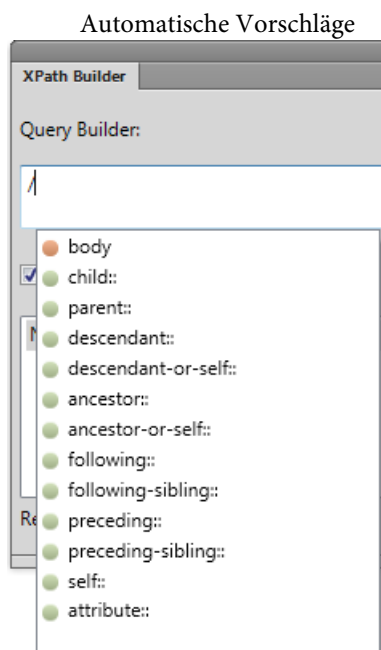 Automatische Vorschläge
XPath Builder
Query Builder:
/
body
child::
parent::
descendant::
descendant-or-self::
ancestor::
ancestor-or-self::
following::
following-sibling::
preceding::
Re
preceding-sibling::
self::
attribute::